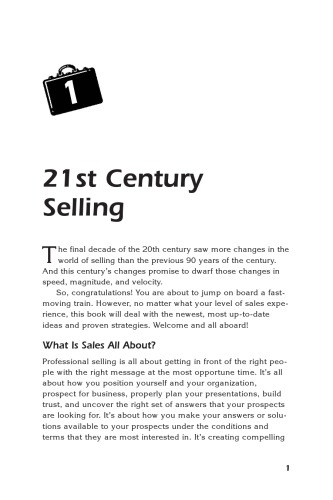 1
21st Century
Selling
The final decade of the 20th century saw more changes in the
world of selling than the previous 90 years of the century.
And this century's changes promise to dwarf those changes in
speed, magnitude, and velocity.
So, congratulations! You are about to jump on board a fast-
moving train. However, no matter what your level of sales expe-
rience, this book will deal with the newest, most up-to-date
ideas and proven strategies. Welcome and all aboard!
What Is Sales All About?
Professional selling is all about getting in front of the right peo-
ple with the right message at the most opportune time. It's all
about how you position yourself and your organization,
prospect for business, properly plan your presentations, build
trust, and uncover the right set of answers that your prospects
are looking for. It's about how you make your answers or solu-
tions available to your prospects under the conditions and
terms that they are most interested in. It's creating compelling
1